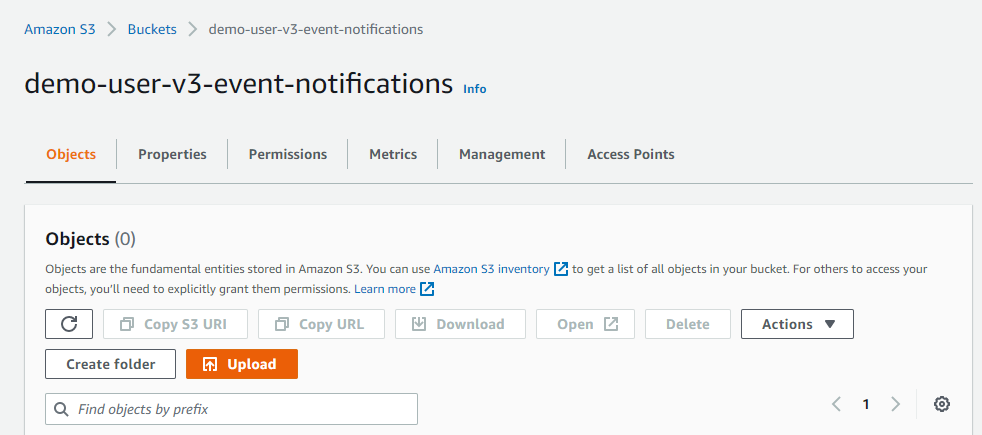 Amazon S3 > Buckets > demo-user-v3-event-notifications
demo-user-v3-event-notifications Info
Objects Properties Permissions Metrics Management Access Points
Objects (0)
Objects are the fundamental entities stored in Amazon S3. You can use Amazon S3 inventory to get a list of all objects in your bucket. For others to access your
objects, you'll need to explicitly grant them permissions. Learn more
Copy S3 URI Copy URL Download Open Delete Actions
Create folder Upload
Find objects by prefix 1